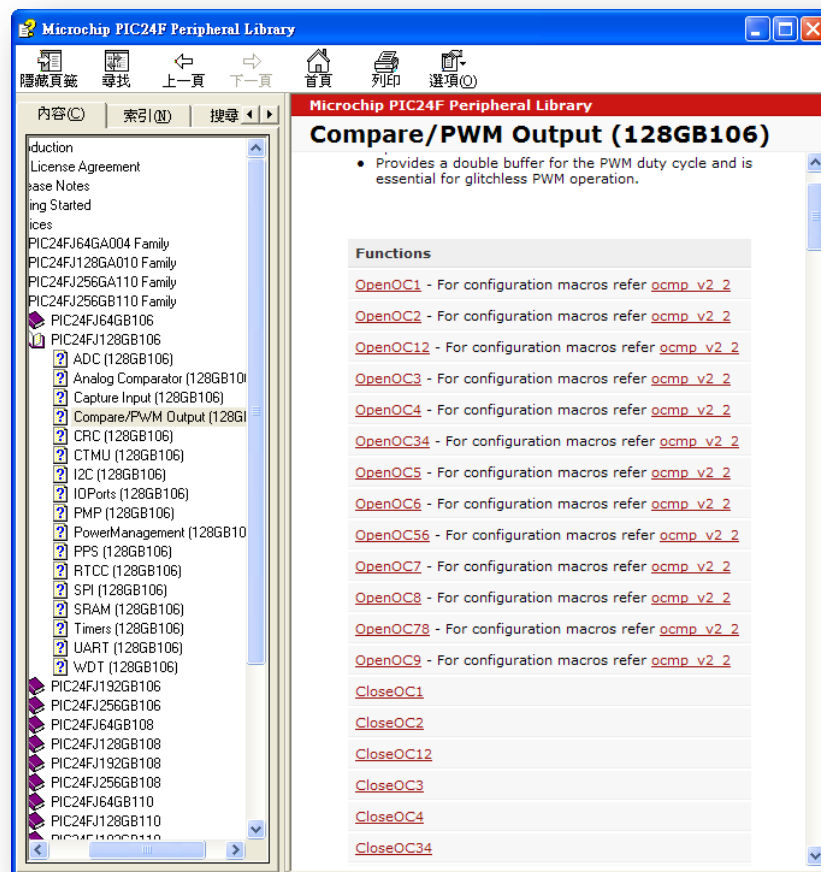 Microchip PIC24F Peripheral Library
隱藏頁籤 尋找 上一頁 下一頁 首頁 列印 選項(O)
內容(C) 索引(N) 搜尋
duction
License Agreement
ease Notes
ing Started
ices
PIC24FJ64GA004 Family
PIC24FJ128GA010 Family
PIC24FJ256GA110 Family
PIC24FJ256GB110 Family
PIC24FJ64GB106
PIC24FJ128GB106
ADC (128GB106)
Analog Comparator (128GB10
Capture Input (128GB106)
Compare/PWM Output (128G
CRC (128GB106)
CTMU (128GB106)
I2C (128GB106)
IOPorts (128GB106)
PMP (128GB106)
PowerManagement (128GB10
PPS (128GB106)
RTCC (128GB106)
SPI (128GB106)
SRAM (128GB106)
Timers (128GB106)
UART (128GB106)
WDT (128GB106)
PIC24FJ192GB106
PIC24FJ256GB106
PIC24FJ64GB108
PIC24FJ128GB108
PIC24FJ192GB108
PIC24FJ256GB108
PIC24FJ64GB110
PIC24FJ128GB110
PIC24FJ192GB110
Microchip PIC24F Peripheral Library
Compare/PWM Output (128GB106)
• Provides a double buffer for the PWM duty cycle and is
essential for glitchless PWM operation.
Functions
OpenOC1 - For configuration macros refer ocmp_v2_2
OpenOC2 - For configuration macros refer ocmp_v2_2
OpenOC12 - For configuration macros refer ocmp_v2_2
OpenOC3 - For configuration macros refer ocmp_v2_2
OpenOC4 - For configuration macros refer ocmp_v2_2
OpenOC34 - For configuration macros refer ocmp_v2_2
OpenOC5 - For configuration macros refer ocmp_v2_2
OpenOC6 - For configuration macros refer ocmp_v2_2
OpenOC56 - For configuration macros refer ocmp_v2_2
OpenOC7 - For configuration macros refer ocmp_v2_2
OpenOC8 - For configuration macros refer ocmp_v2_2
OpenOC78 - For configuration macros refer ocmp_v2_2
OpenOC9 - For configuration macros refer ocmp_v2_2
CloseOC1
CloseOC2
CloseOC12
CloseOC3
CloseOC4
CloseOC34